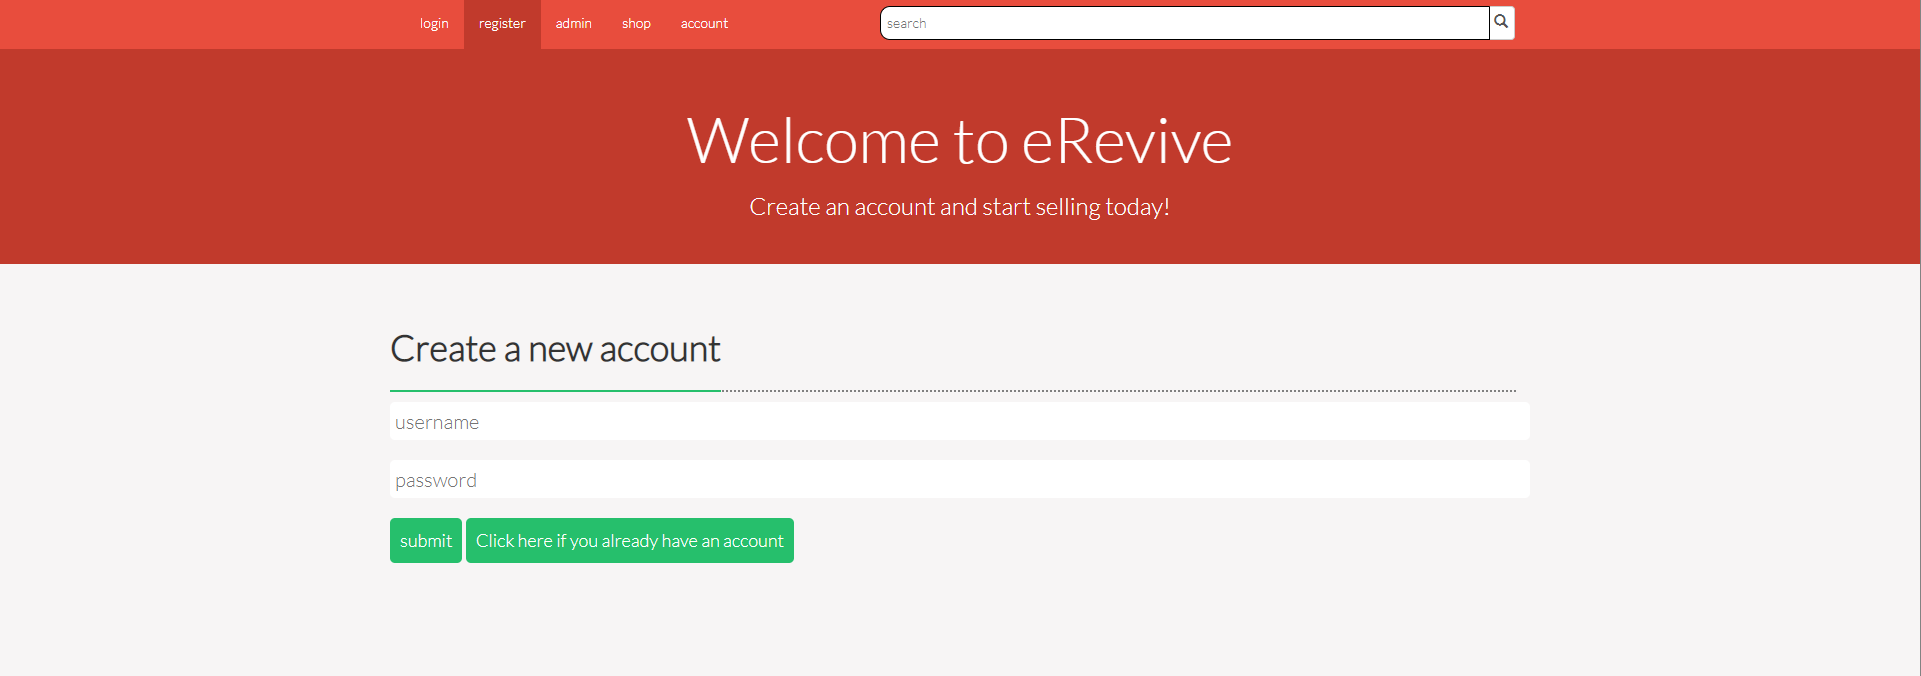 login register admin shop account search
Welcome to eRevive
Create an account and start selling today!
Create a new account
username
password
submit Click here if you already have an account